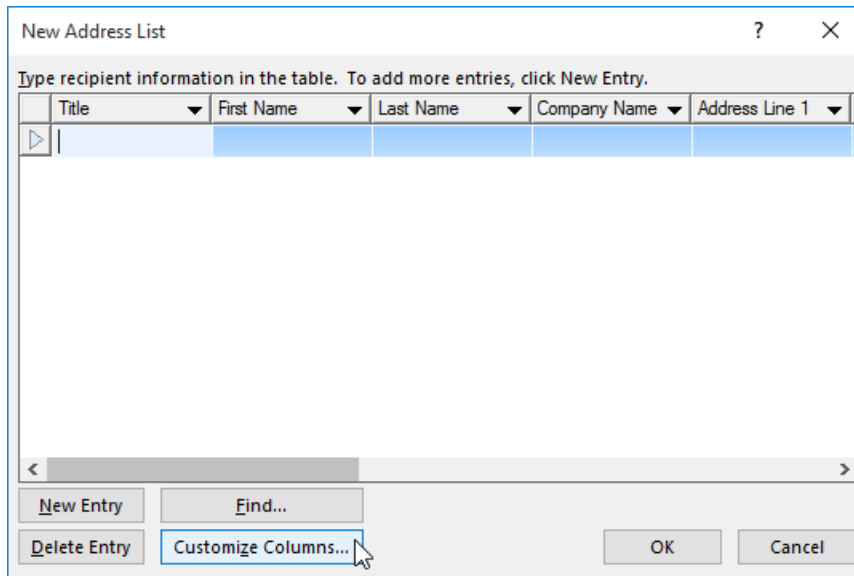 New Address List ?
Type recipient information in the table. To add more entries, click New Entry.
Title First Name Last Name Company Name Address Line 1
New Entry Find...
Delete Entry Customize Columns... OK Cancel